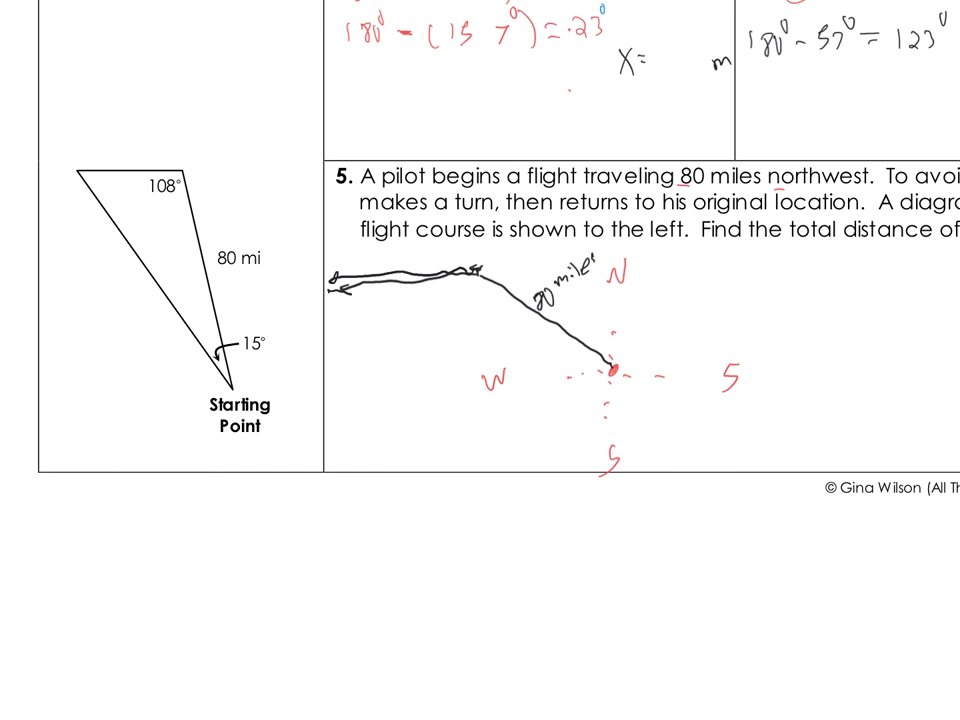 180° - (157°) = 23°
X= m
180° - 57° = 123°
108°
80 mi
15°
Starting
Point
5. A pilot begins a flight traveling 80 miles northwest. To avoi
makes a turn, then returns to his original location. A diagra
flight course is shown to the left. Find the total distance of
80 miles
N
W
S
S
© Gina Wilson (All Th